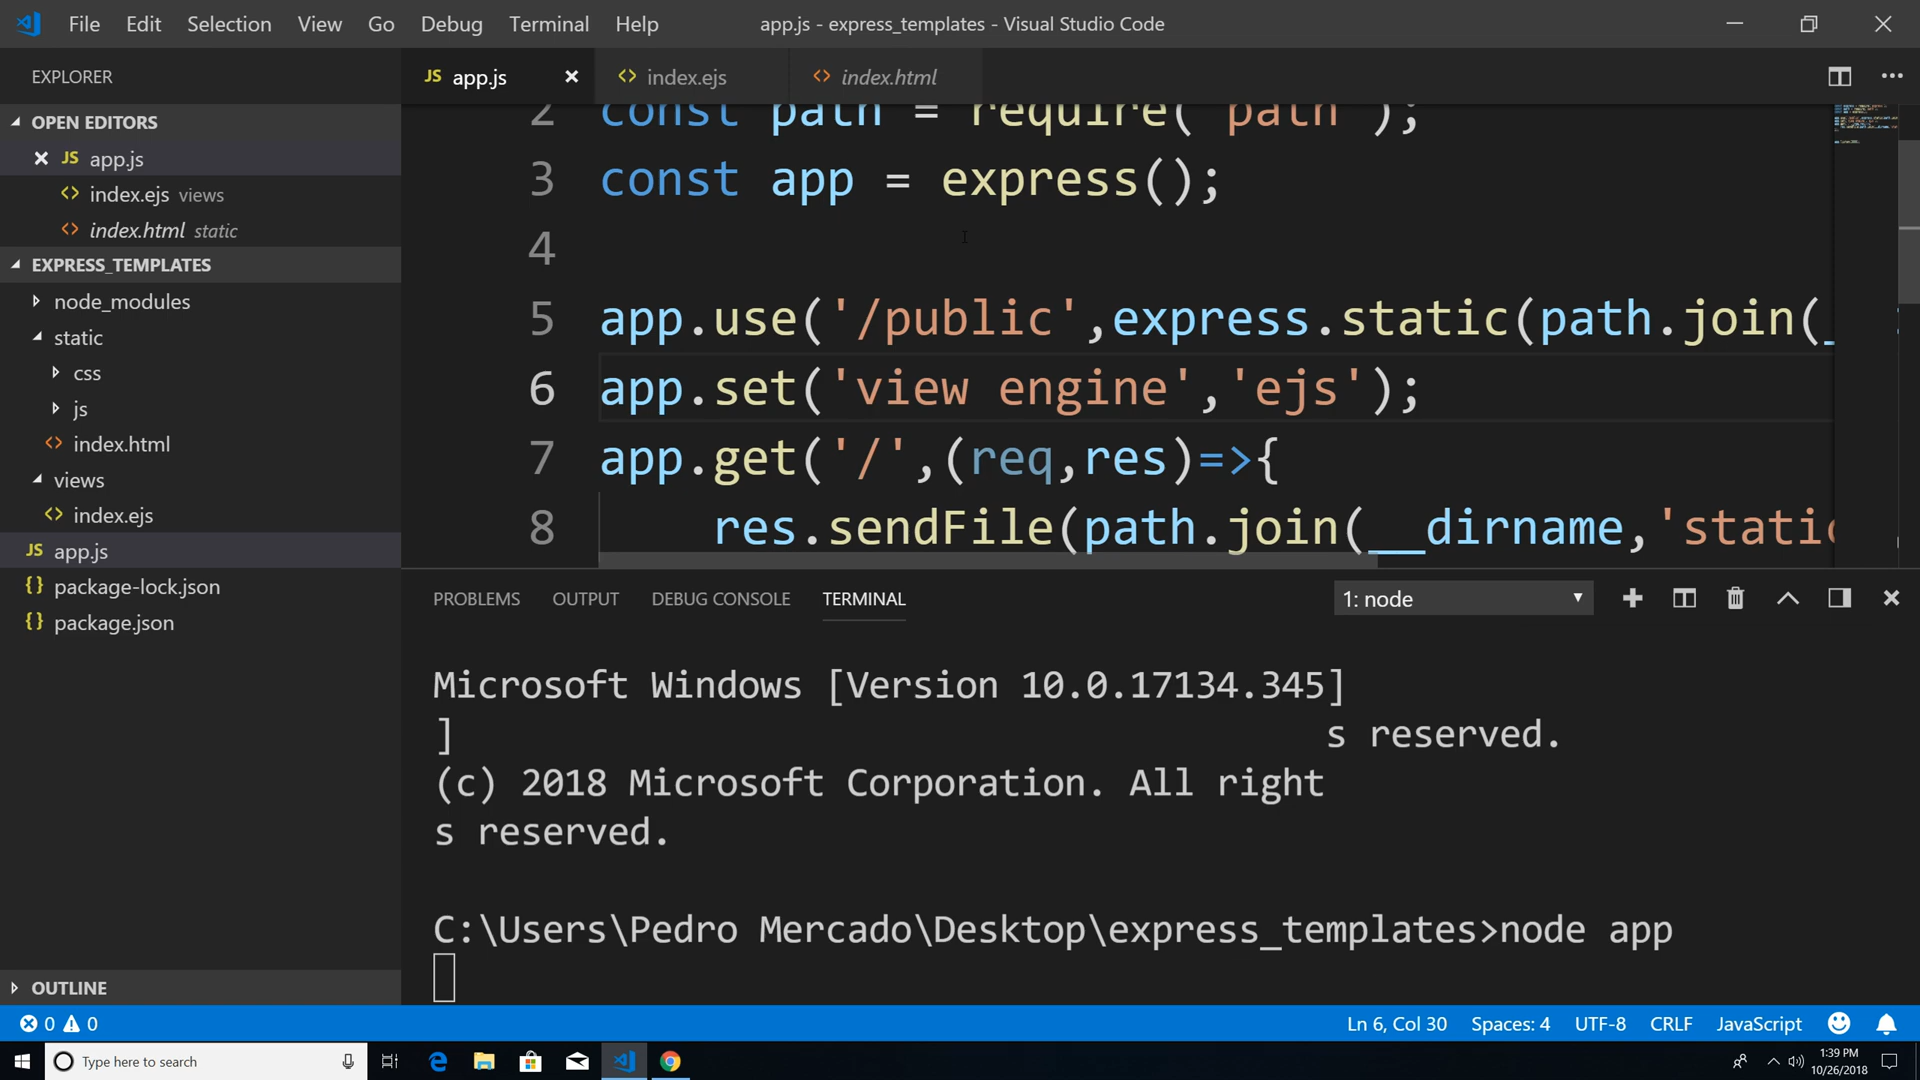 File Edit Selection View Go Debug Terminal Help app.js - express_templates - Visual Studio Code
EXPLORER
OPEN EDITORS
JS app.js
index.ejs views
index.html static
EXPRESS_TEMPLATES
node_modules
static
css
js
index.html
views
index.ejs
JS app.js
{} package-lock.json
{} package.json
OUTLINE
JS app.js index.ejs index.html
2 const path = require('path');
3 const app = express();
4
5 app.use('/public',express.static(path.join(_
6 app.set('view engine','ejs');
7 app.get('/',(req,res)=>{
8 res.sendFile(path.join(__dirname,'static
PROBLEMS OUTPUT DEBUG CONSOLE TERMINAL 1: node
Microsoft Windows [Version 10.0.17134.345]
] s reserved.
(c) 2018 Microsoft Corporation. All right
s reserved.
C:\Users\Pedro Mercado\Desktop\express_templates>node app
0 0 Ln 6, Col 30 Spaces: 4 UTF-8 CRLF JavaScript
Type here to search
1:39 PM
10/26/2018